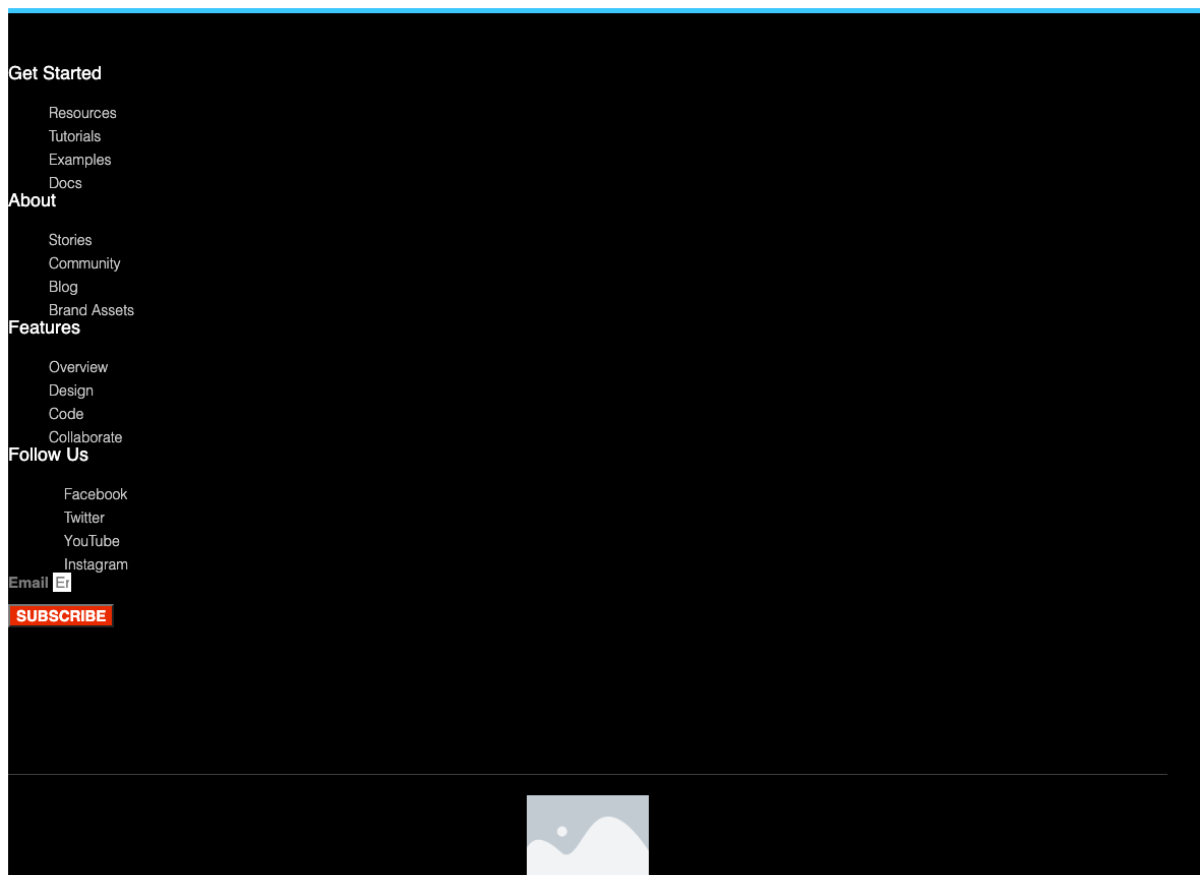 Get Started
Resources
Tutorials
Examples
Docs
About
Stories
Community
Blog
Brand Assets
Features
Overview
Design
Code
Collaborate
Follow Us
Facebook
Twitter
YouTube
Instagram
Email Er
SUBSCRIBE